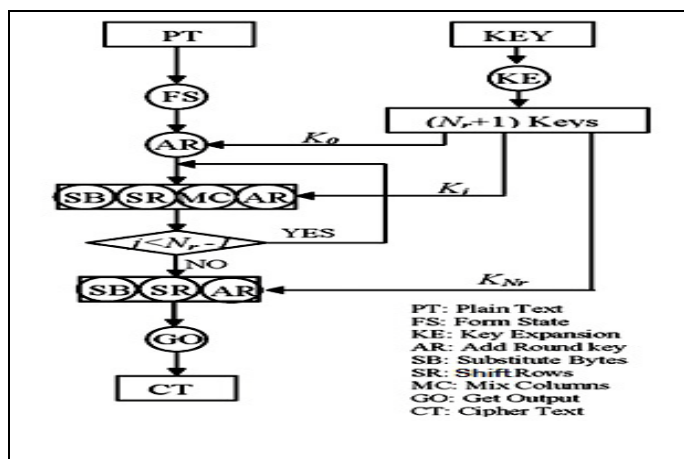 PT
KEY
KE
FS
(Nr+1) Keys
AR
K0
SB SR MC AR
Ki
i<Nr-1
YES
NO
SB SR AR
KNr
GO
CT
PT: Plain Text
FS: Form State
KE: Key Expansion
AR: Add Round key
SB: Substitute Bytes
SR: Shift Rows
MC: Mix Columns
GO: Get Output
CT: Cipher Text